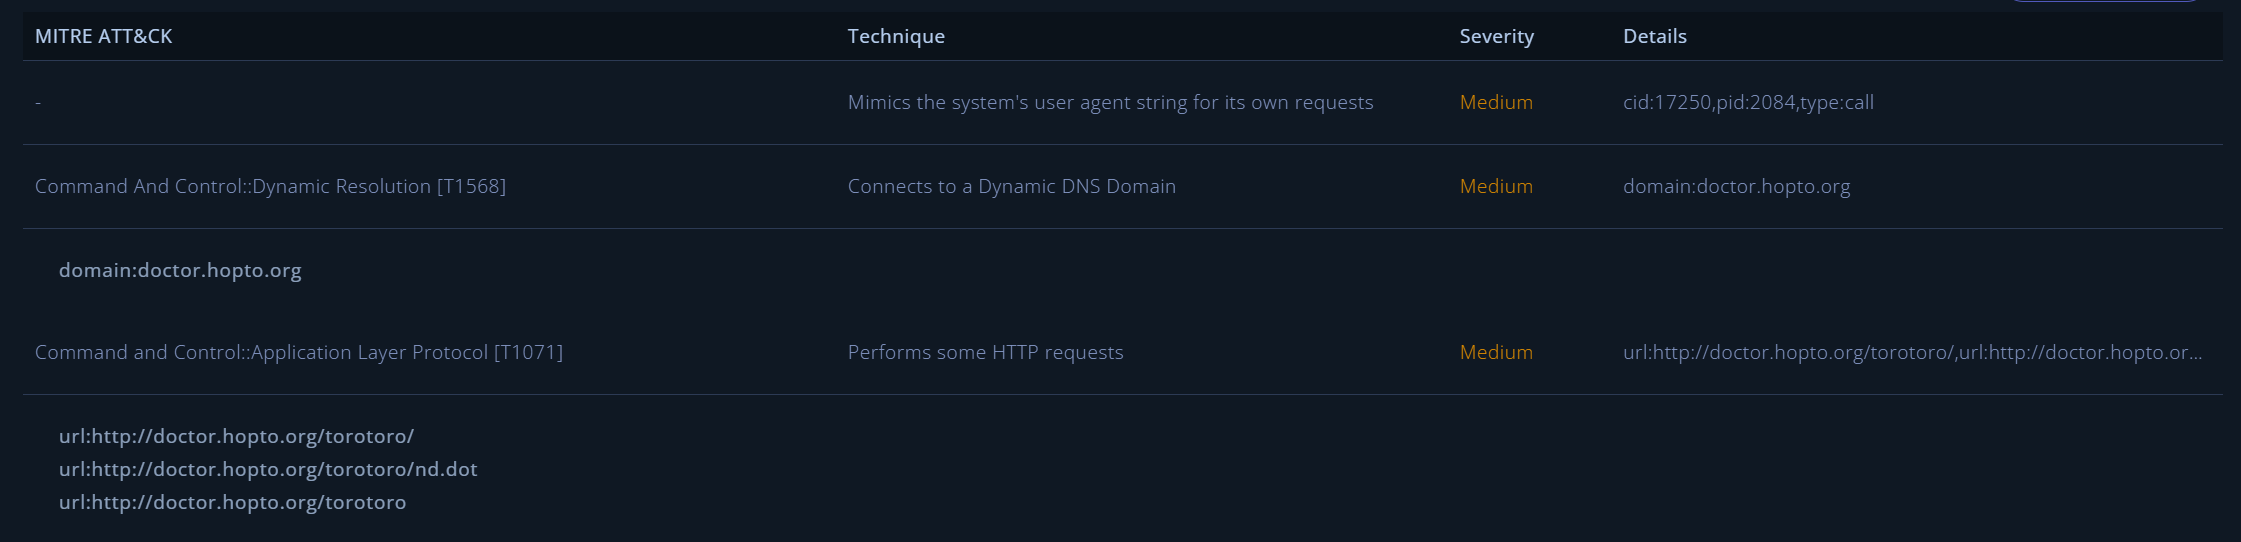 MITRE ATT&CK Technique Severity Details
- Mimics the system's user agent string for its own requests Medium cid:17250,pid:2084,type:call
Command And Control::Dynamic Resolution [T1568] Connects to a Dynamic DNS Domain Medium domain:doctor.hopto.org
domain:doctor.hopto.org
Command and Control::Application Layer Protocol [T1071] Performs some HTTP requests Medium url:http://doctor.hopto.org/torotoro/,url:http://doctor.hopto.or...
url:http://doctor.hopto.org/torotoro/
url:http://doctor.hopto.org/torotoro/nd.dot
url:http://doctor.hopto.org/torotoro